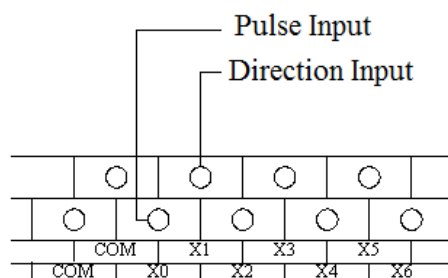 Pulse Input
Direction Input
COM X1 X3 X5
COM X0 X2 X4 X6